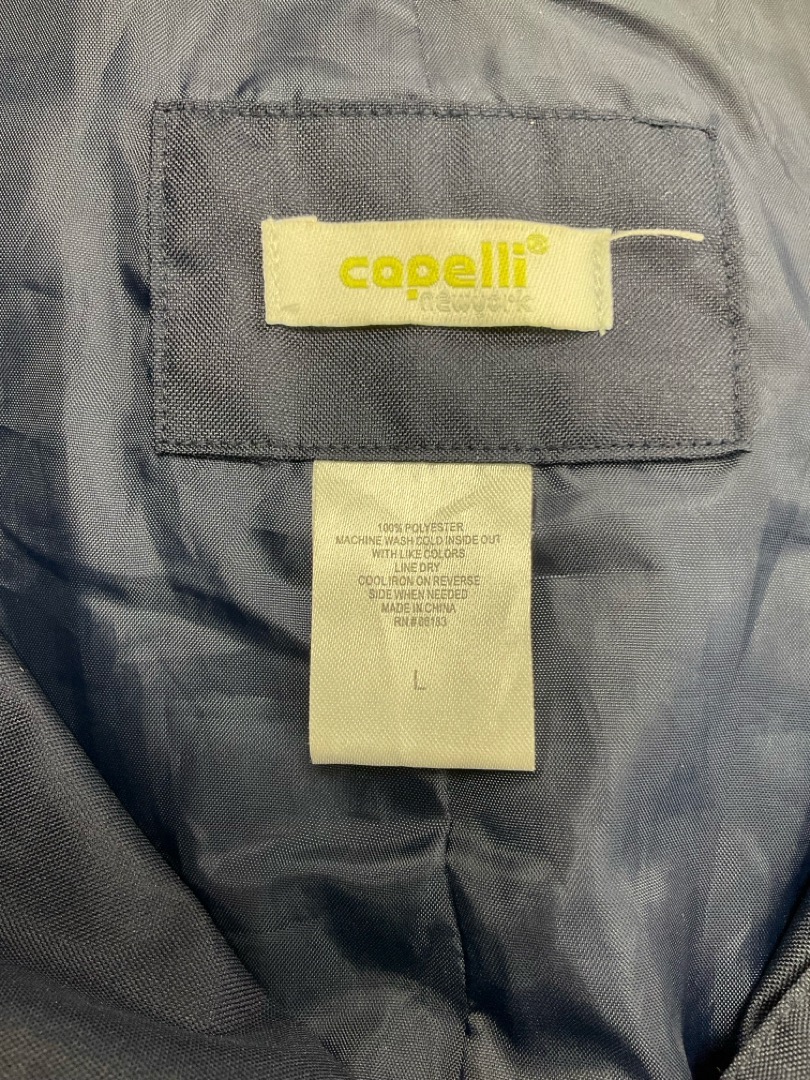 capelli®
newyork
100% POLYESTER
MACHINE WASH COLD INSIDE OUT
WITH LIKE COLORS
LINE DRY
COOL IRON ON REVERSE
SIDE WHEN NEEDED
MADE IN CHINA
RN#
L